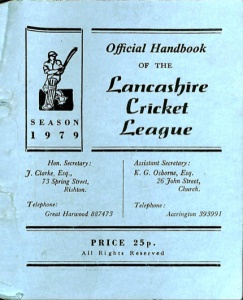 Official Handbook
OF THE
Lancashire
Cricket
League
SEASON
1979
Hon. Secretary:
J. Clarke, Esq.,
73 Spring Street,
Rishton.
Telephone:
Great Harwood 887473
Assistant Secretary:
K. G. Osborne, Esq.
26 John Street,
Church.
Telephone:
Accrington 393991
PRICE 25p.
All Rights Reserved